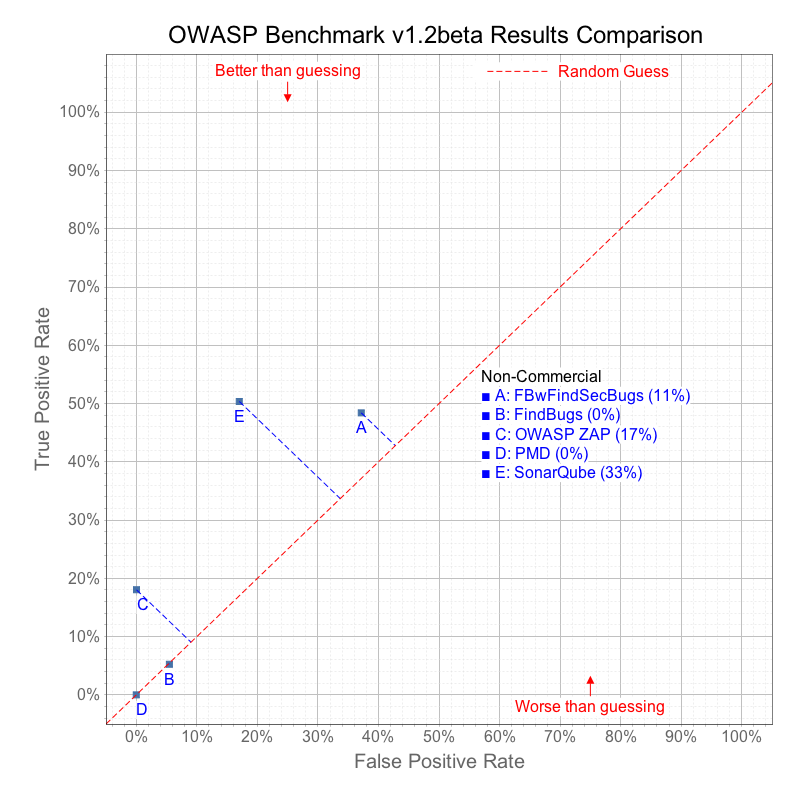 OWASP Benchmark v1.2beta Results Comparison
Better than guessing
Random Guess
100%
90%
80%
70%
60%
50%
40%
30%
20%
10%
0%
True Positive Rate
E
A
C
B
D
Non-Commercial
A: FBwFindSecBugs (11%)
B: FindBugs (0%)
C: OWASP ZAP (17%)
D: PMD (0%)
E: SonarQube (33%)
Worse than guessing
0% 10% 20% 30% 40% 50% 60% 70% 80% 90% 100%
False Positive Rate